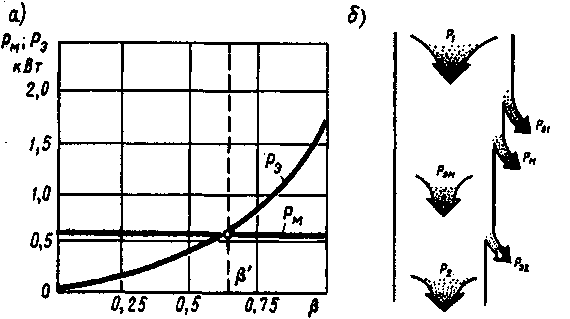 а)
Pм; Pэ
кВт
2,0
1,5
1,0
0,5
0
0,25
0,5
0,75
β
Pэ
Pм
β'
б)
P1
Pэ1
Pм
Pэм
Pэ2
P2